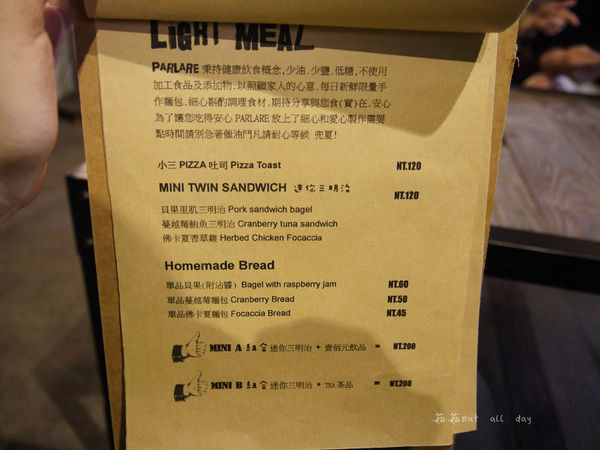 LiGHT MEAL
PARLARE 秉持健康飲食概念，少油．少鹽．低糖，不使用
加工食品及添加物，以照顧家人的心意，每日新鮮限量手
作麵包，細心斟酌調理食材，期待分享與您食(實)在，安心
為了讓您吃得安心 PARLARE 放上了細心和愛心製作需要
點時間請別急著催油門凡請耐心等候 兜夏!
小三 PIZZA 吐司 Pizza Toast NT.120
MINI TWIN SANDWICH 迷你三明治 NT.120
貝果里肌三明治 Pork sandwich bagel
蔓越莓鮪魚三明治 Cranberry tuna sandwich
佛卡夏香草雞 Herbed Chicken Focaccia
Homemade Bread
單品貝果(附沾醬) Bagel with raspberry jam NT.60
單品蔓越莓麵包 Cranberry Bread NT.50
單品佛卡夏麵包 Focaccia Bread NT.45
MINI A 組合 迷你三明治 + 壹佰元飲品 = NT.200
MINI B 組合 迷你三明治 + TEA 茶品 = NT.260
菇菇Eat all day